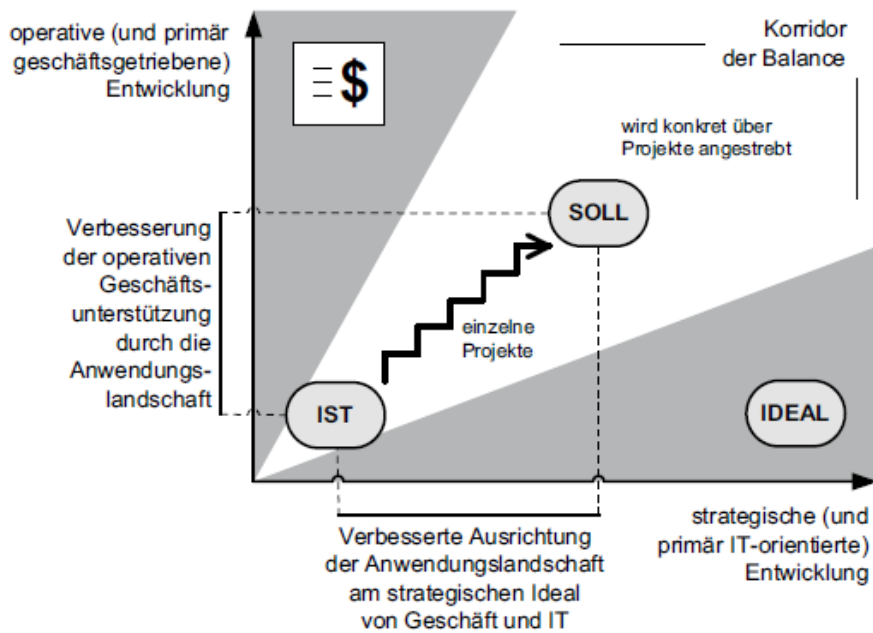 operative (und primär
geschäftsgetriebene)
Entwicklung
$
Korridor
der Balance
wird konkret über
Projekte angestrebt
SOLL
Verbesserung
der operativen
Geschäfts-
unterstützung
durch die
Anwendungs-
landschaft
einzelne
Projekte
IST
IDEAL
Verbesserte Ausrichtung
der Anwendungslandschaft
am strategischen Ideal
von Geschäft und IT
strategische (und
primär IT-orientierte)
Entwicklung